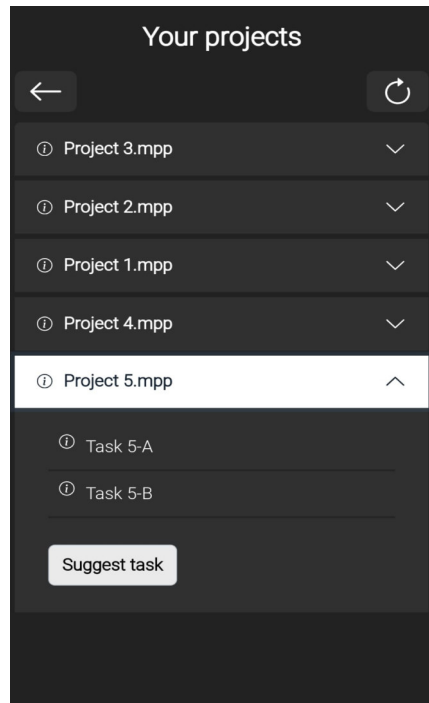 Your projects
Project 3.mpp
Project 2.mpp
Project 1.mpp
Project 4.mpp
Project 5.mpp
Task 5-A
Task 5-B
Suggest task